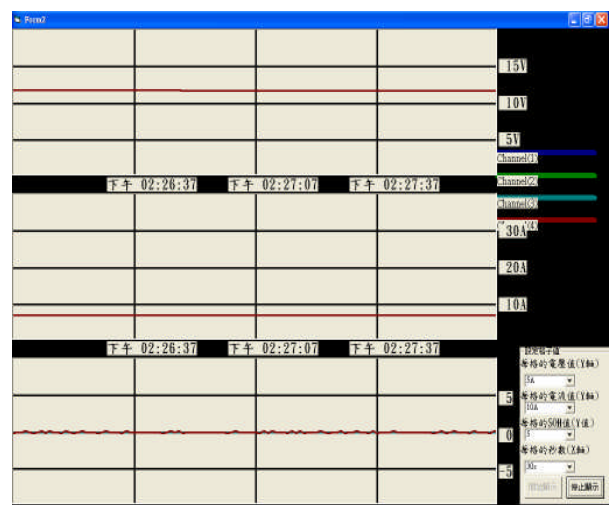 Form2
15V
10V
5V
Channel(1)
Channel(2)
下午 02:26:37 下午 02:27:07 下午 02:27:37
Channel(3)
30A
20A
10A
下午 02:26:37 下午 02:27:07 下午 02:27:37
設定格子值
每格的電壓值(Y軸)
5A
5
每格的電流值(Y軸)
10A
每格的SOH值(Y值)
0
5
每格的秒數(X軸)
-5
30s
停止顯示